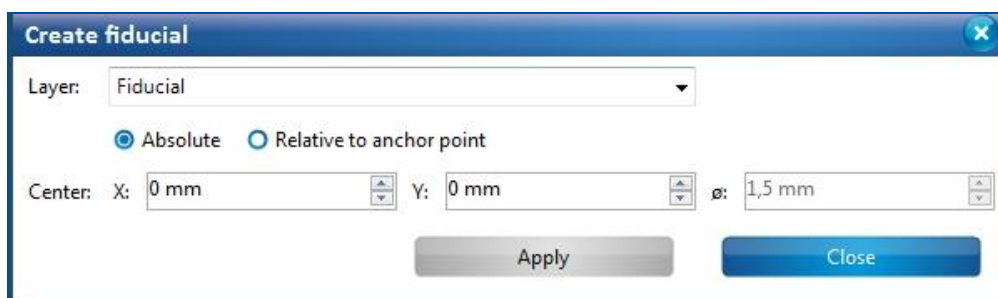 Create fiducial
Layer: Fiducial
Absolute Relative to anchor point
Center: X: 0 mm Y: 0 mm ø: 1,5 mm
Apply Close